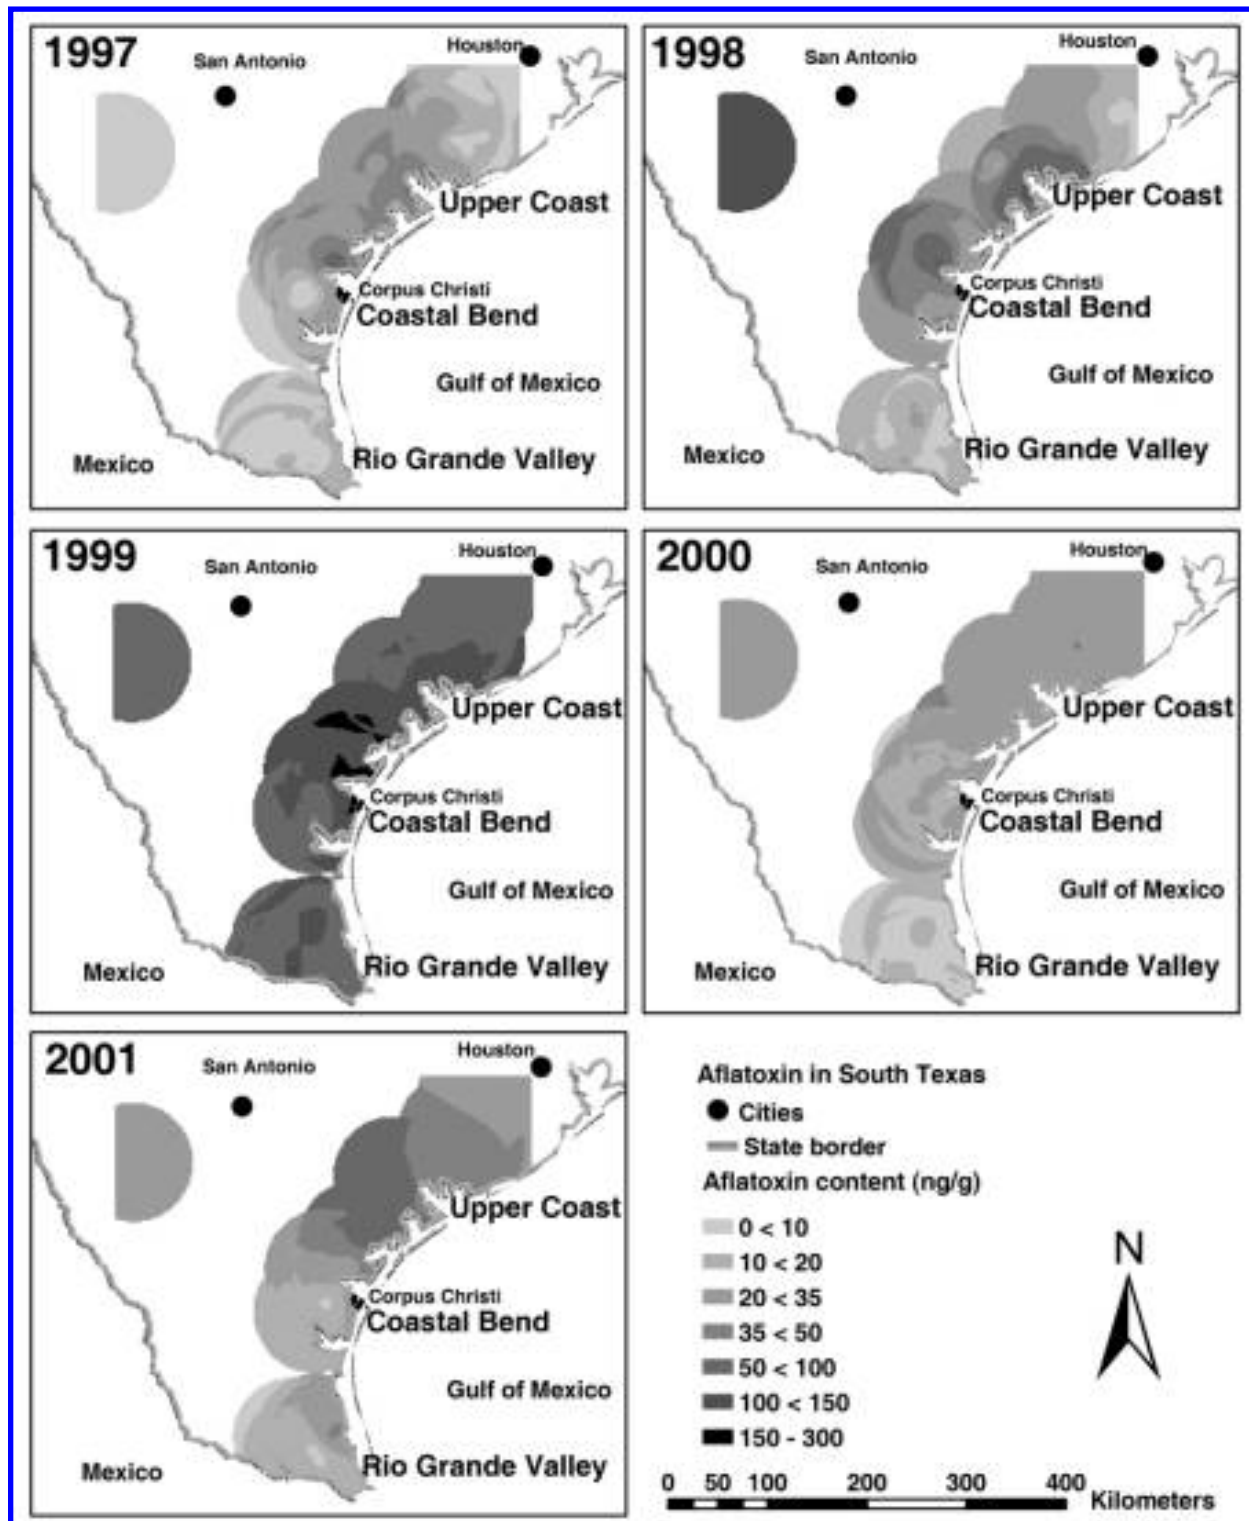 1997
Houston
San Antonio
Upper Coast
Corpus Christi
Coastal Bend
Gulf of Mexico
Mexico
Rio Grande Valley
1998
Houston
San Antonio
Upper Coast
Corpus Christi
Coastal Bend
Gulf of Mexico
Mexico
Rio Grande Valley
1999
Houston
San Antonio
Upper Coast
Corpus Christi
Coastal Bend
Gulf of Mexico
Mexico
Rio Grande Valley
2000
Houston
San Antonio
Upper Coast
Corpus Christi
Coastal Bend
Gulf of Mexico
Mexico
Rio Grande Valley
2001
Houston
San Antonio
Upper Coast
Corpus Christi
Coastal Bend
Gulf of Mexico
Mexico
Rio Grande Valley
Aflatoxin in South Texas
Cities
State border
Aflatoxin content (ng/g)
0 < 10
10 < 20
20 < 35
35 < 50
50 < 100
100 < 150
150 - 300
N
0 50 100 200 300 400
Kilometers